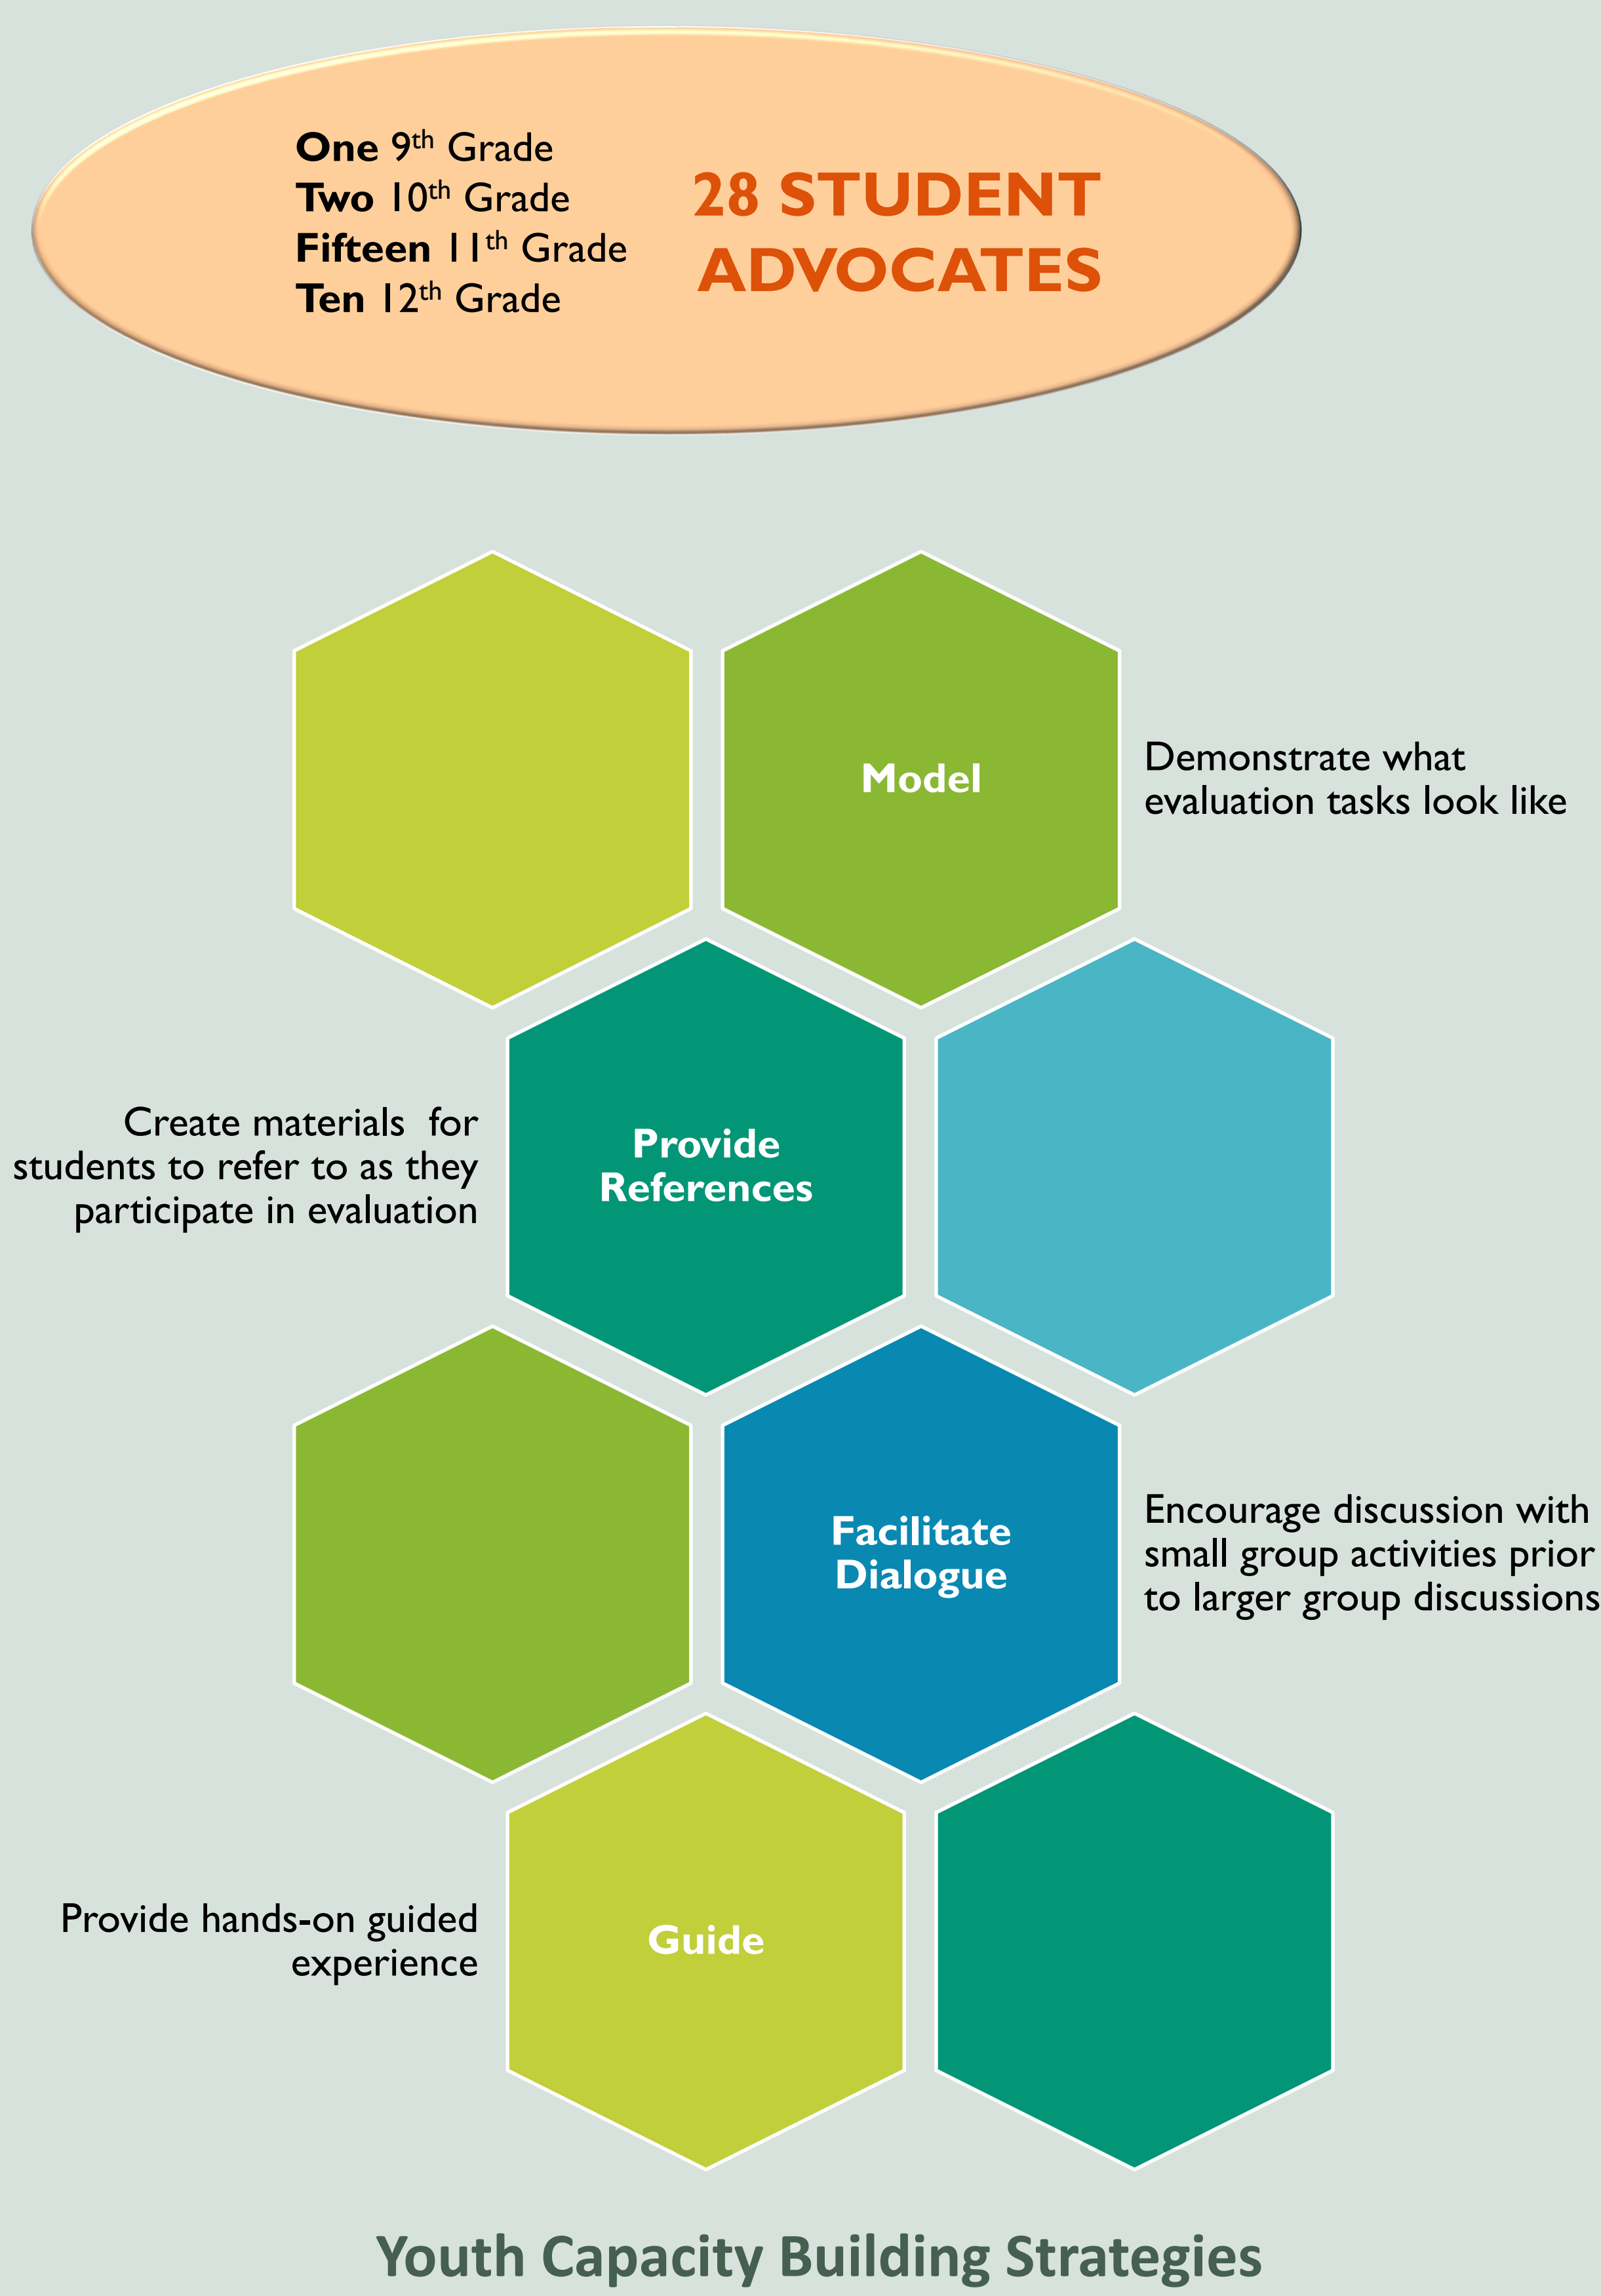 One 9th Grade
Two 10th Grade
Fifteen 11th Grade
Ten 12th Grade
28 STUDENT
ADVOCATES
Model
Demonstrate what
evaluation tasks look like
Create materials  for
students to refer to as they
participate in evaluation
Provide
References
Facilitate
Dialogue
Encourage discussion with
small group activities prior
to larger group discussions
Provide hands-on guided
experience
Guide
Youth Capacity Building Strategies